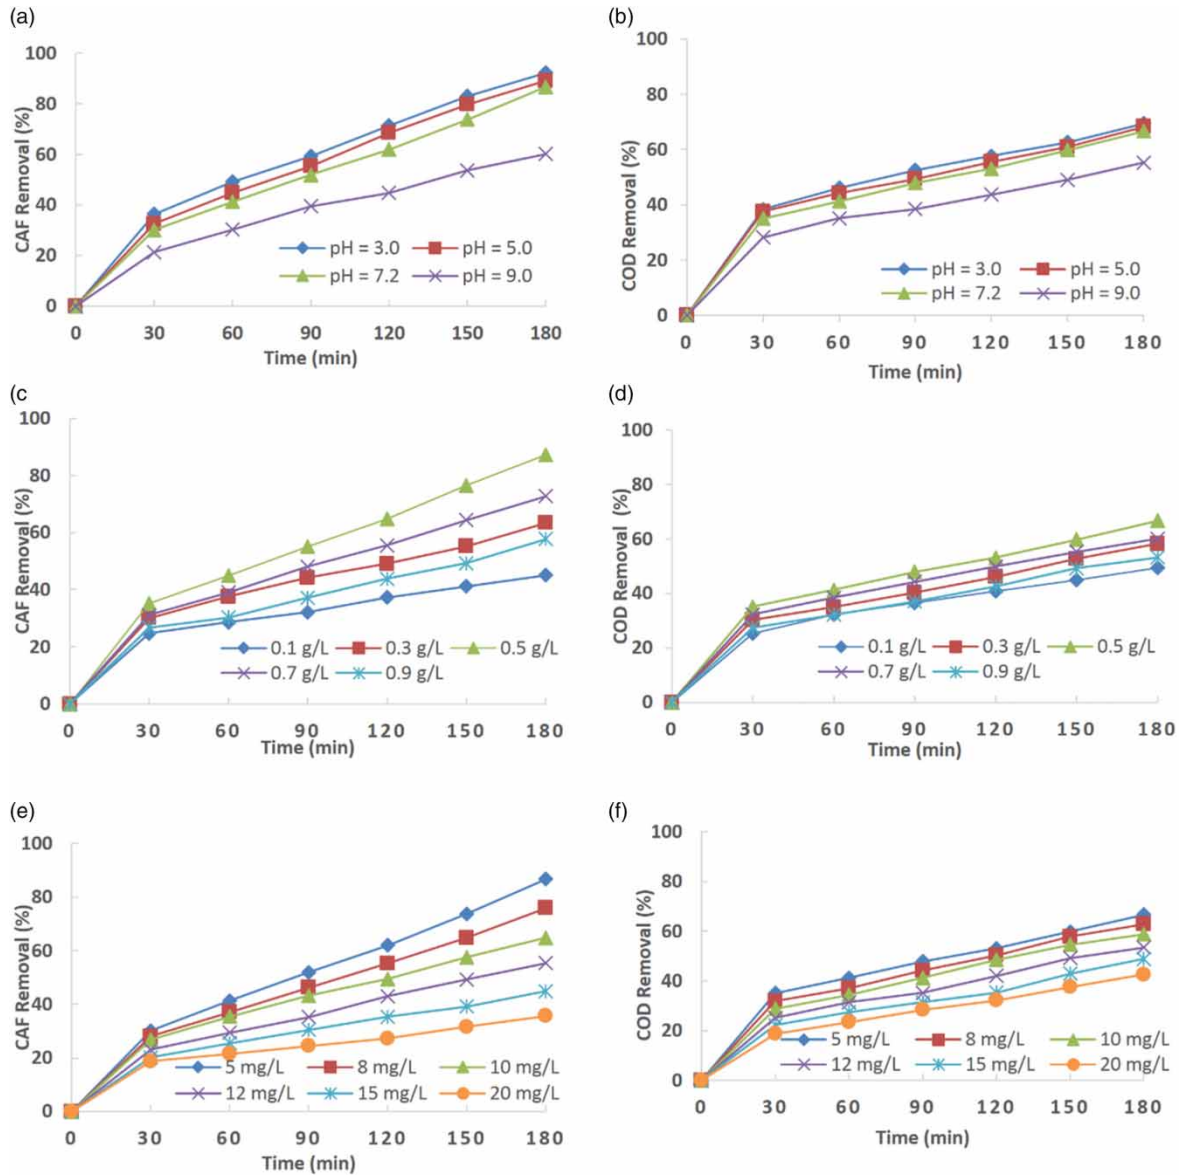 (a)
100
80
60
40
20
0
CAF Removal (%)
pH = 3.0 pH = 5.0
pH = 7.2 pH = 9.0
0 30 60 90 120 150 180
Time (min)
(b)
100
80
60
40
20
0
COD Removal (%)
pH = 3.0 pH = 5.0
pH = 7.2 pH = 9.0
0 30 60 90 120 150 180
Time (min)
(c)
100
80
60
40
20
0
CAF Removal (%)
0.1 g/L 0.3 g/L 0.5 g/L
0.7 g/L 0.9 g/L
0 30 60 90 120 150 180
Time (min)
(d)
100
80
60
40
20
0
COD Removal (%)
0.1 g/L 0.3 g/L 0.5 g/L
0.7 g/L 0.9 g/L
0 30 60 90 120 150 180
Time (min)
(e)
100
80
60
40
20
0
CAF Removal (%)
5 mg/L 8 mg/L 10 mg/L
12 mg/L 15 mg/L 20 mg/L
0 30 60 90 120 150 180
Time (min)
(f)
100
80
60
40
20
0
COD Removal (%)
5 mg/L 8 mg/L 10 mg/L
12 mg/L 15 mg/L 20 mg/L
0 30 60 90 120 150 180
Time (min)